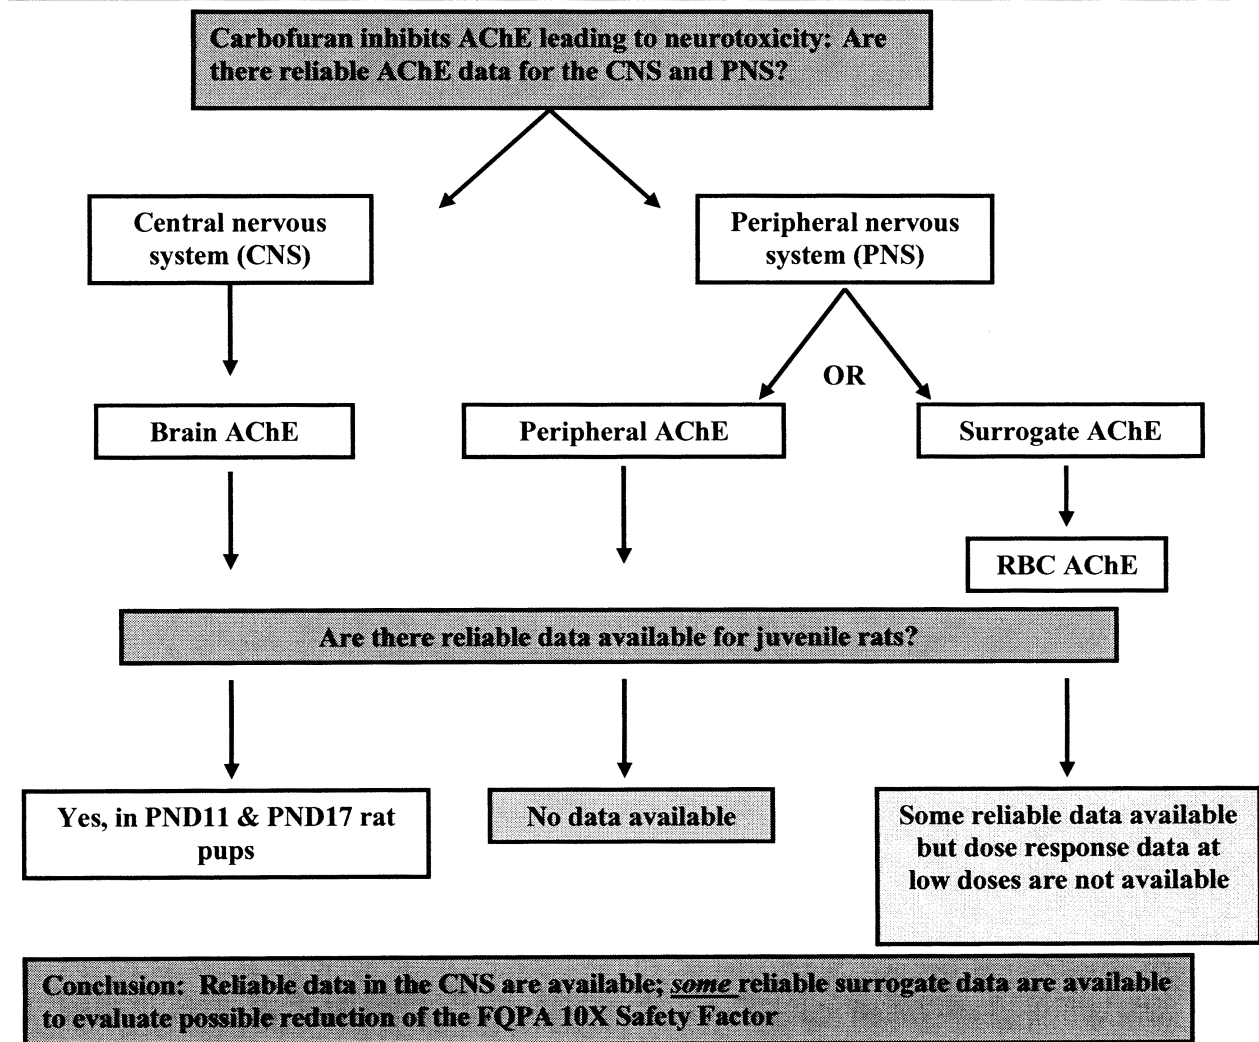 Carbofuran inhibits AChE leading to neurotoxicity: Are
there reliable AChE data for the CNS and PNS?
Central nervous
system (CNS)
Peripheral nervous
system (PNS)
OR
Brain AChE
Peripheral AChE
Surrogate AChE
RBC AChE
Are there reliable data available for juvenile rats?
Yes, in PND11 & PND17 rat
pups
No data available
Some reliable data available
but dose response data at
low doses are not available
Conclusion: Reliable data in the CNS are available; some reliable surrogate data are available
to evaluate possible reduction of the FQPA 10X Safety Factor